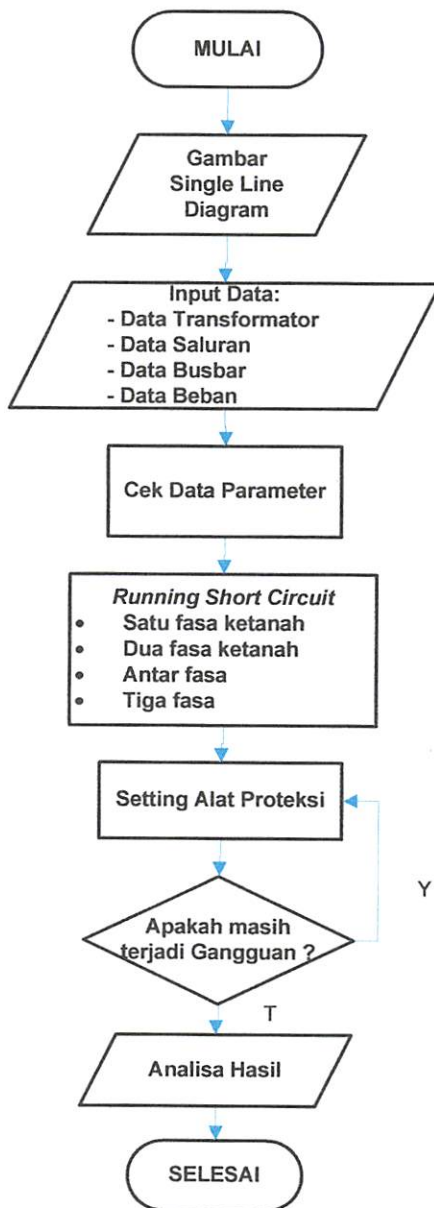 MULAI
Gambar
Single Line
Diagram
Input Data:
- Data Transformator
- Data Saluran
- Data Busbar
- Data Beban
Cek Data Parameter
Running Short Circuit
• Satu fasa ketanah
• Dua fasa ketanah
• Antar fasa
• Tiga fasa
Setting Alat Proteksi
Apakah masih
terjadi Gangguan ?
Y
T
Analisa Hasil
SELESAI